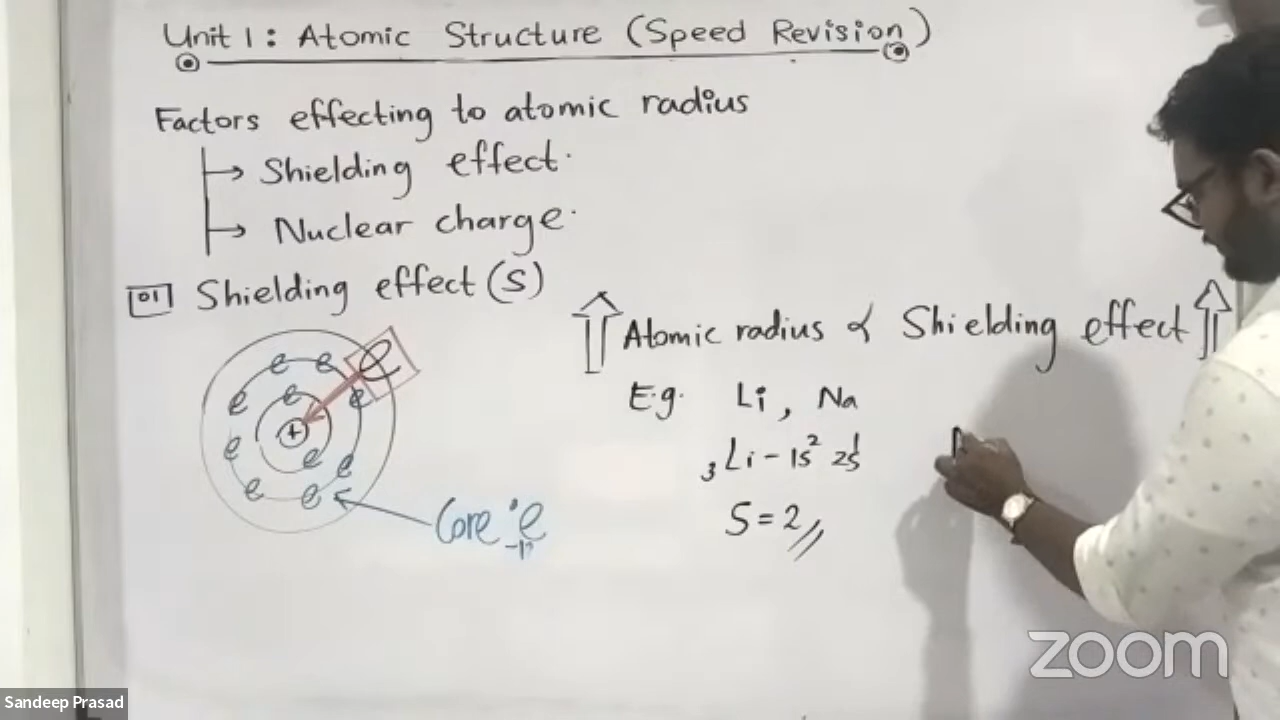 Unit 1: Atomic Structure (Speed Revision)
Factors effecting to atomic radius
→ Shielding effect.
→ Nuclear charge.
01 Shielding effect (S)
⇑ Atomic radius ∝ Shielding effect ⇑
E.g. Li, Na
₃Li - 1s² 2s¹
S = 2 //
e e e
e e e
e + e
e e e
Core e
zoom
Sandeep Prasad